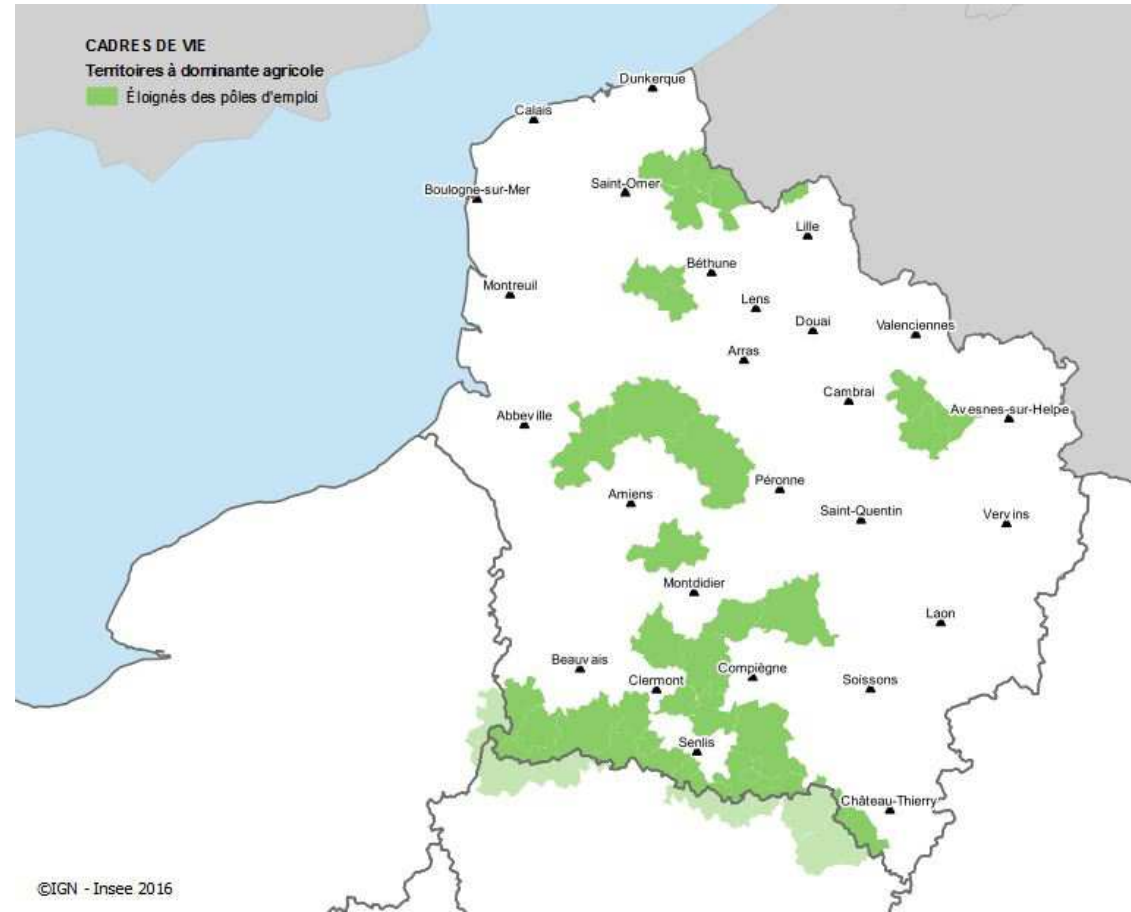 CADRES DE VIE
Territoires à dominante agricole
Éloignés des pôles d'emploi
Dunkerque
Calais
Saint-Omer
Boulogne-sur-Mer
Lille
Béthune
Montreuil
Lens
Douai
Valenciennes
Arras
Cambrai
Avesnes-sur-Helpe
Abbeville
Péronne
Amiens
Saint-Quentin
Vervins
Montdidier
Laon
Beauvais
Compiègne
Clermont
Soissons
Senlis
Château-Thierry
©IGN - Insee 2016